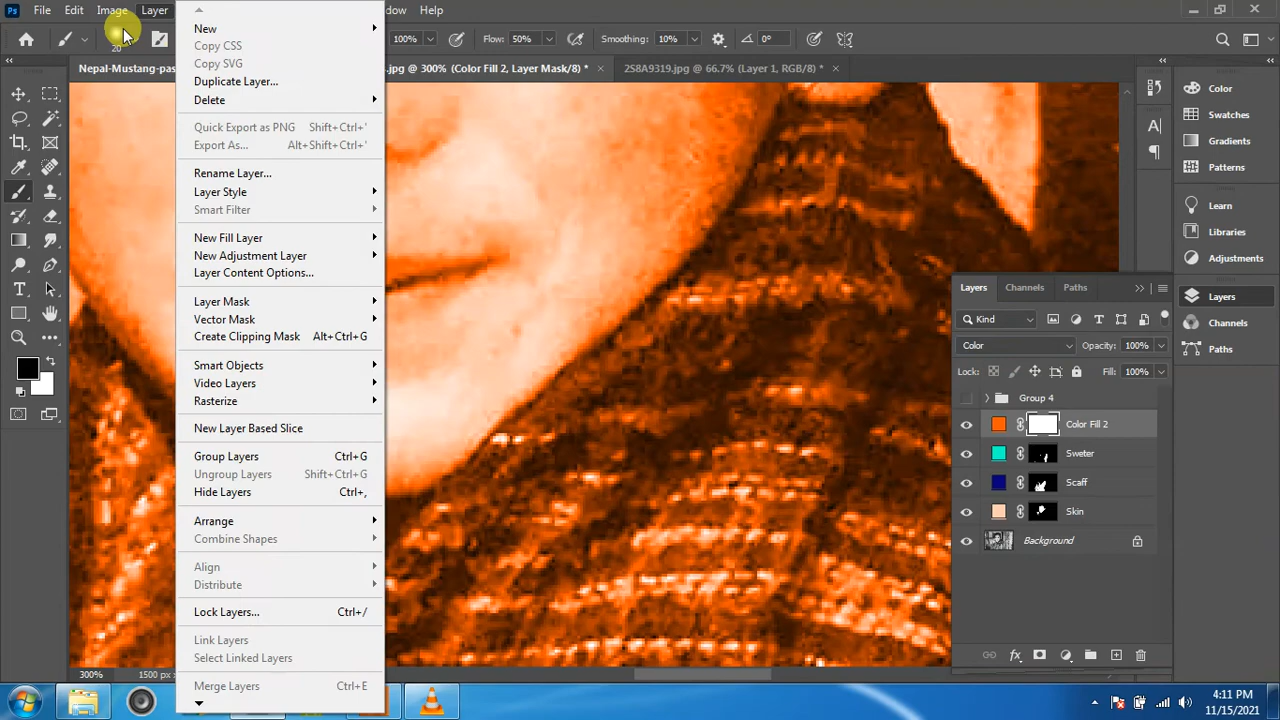 Ps File Edit Image Layer dow Help
20 100% Flow: 50% Smoothing: 10% 0°
Nepal-Mustang-pas .jpg @ 300% (Color Fill 2, Layer Mask/8) * × 2S8A9319.jpg @ 66.7% (Layer 1, RGB/8) * ×
New
Copy CSS
Copy SVG
Duplicate Layer...
Delete
Quick Export as PNG Shift+Ctrl+'
Export As... Alt+Shift+Ctrl+'
Rename Layer...
Layer Style
Smart Filter
New Fill Layer
New Adjustment Layer
Layer Content Options...
Layer Mask
Vector Mask
Create Clipping Mask Alt+Ctrl+G
Smart Objects
Video Layers
Rasterize
New Layer Based Slice
Group Layers Ctrl+G
Ungroup Layers Shift+Ctrl+G
Hide Layers Ctrl+,
Arrange
Combine Shapes
Align
Distribute
Lock Layers... Ctrl+/
Link Layers
Select Linked Layers
Merge Layers Ctrl+E
Color
Swatches
Gradients
Patterns
Learn
Libraries
Adjustments
Layers
Channels
Paths
Layers Channels Paths
Kind
Color Opacity: 100%
Lock: Fill: 100%
Group 4
Color Fill 2
Sweter
Scaff
Skin
Background
300% 1500 px
4:11 PM
11/15/2021